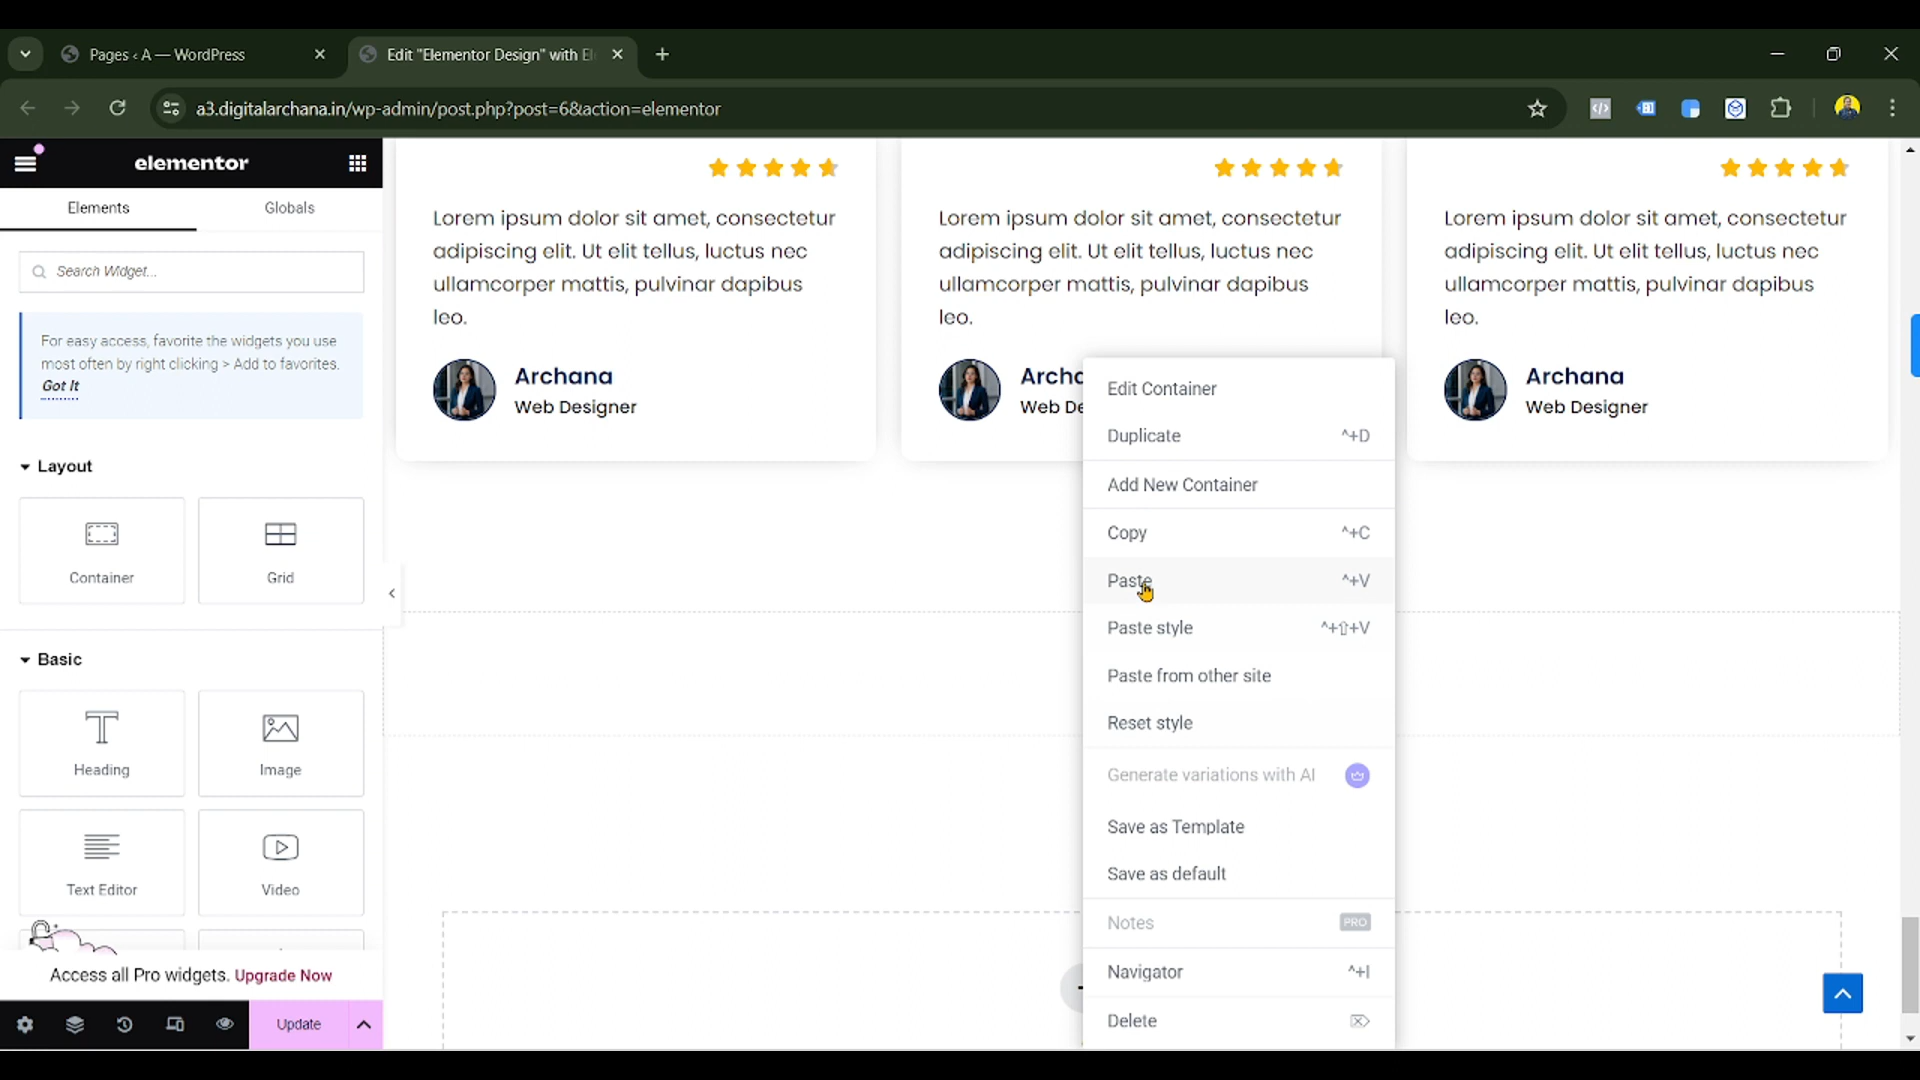 Pages ‹ A — WordPress
Edit "Elementor Design" with El
a3.digitalarchana.in/wp-admin/post.php?post=6&action=elementor
elementor
Elements
Globals
Search Widget...
For easy access, favorite the widgets you use
most often by right clicking > Add to favorites.
Got It
Layout
Container
Grid
Basic
Heading
Image
Text Editor
Video
Access all Pro widgets. Upgrade Now
Update
Lorem ipsum dolor sit amet, consectetur
adipiscing elit. Ut elit tellus, luctus nec
ullamcorper mattis, pulvinar dapibus
leo.
Archana
Web Designer
Lorem ipsum dolor sit amet, consectetur
adipiscing elit. Ut elit tellus, luctus nec
ullamcorper mattis, pulvinar dapibus
leo.
Archa
Web De
Lorem ipsum dolor sit amet, consectetur
adipiscing elit. Ut elit tellus, luctus nec
ullamcorper mattis, pulvinar dapibus
leo.
Archana
Web Designer
Edit Container
Duplicate ^+D
Add New Container
Copy ^+C
Paste ^+V
Paste style ^+⇧+V
Paste from other site
Reset style
Generate variations with AI
Save as Template
Save as default
Notes PRO
Navigator ^+I
Delete ⌦